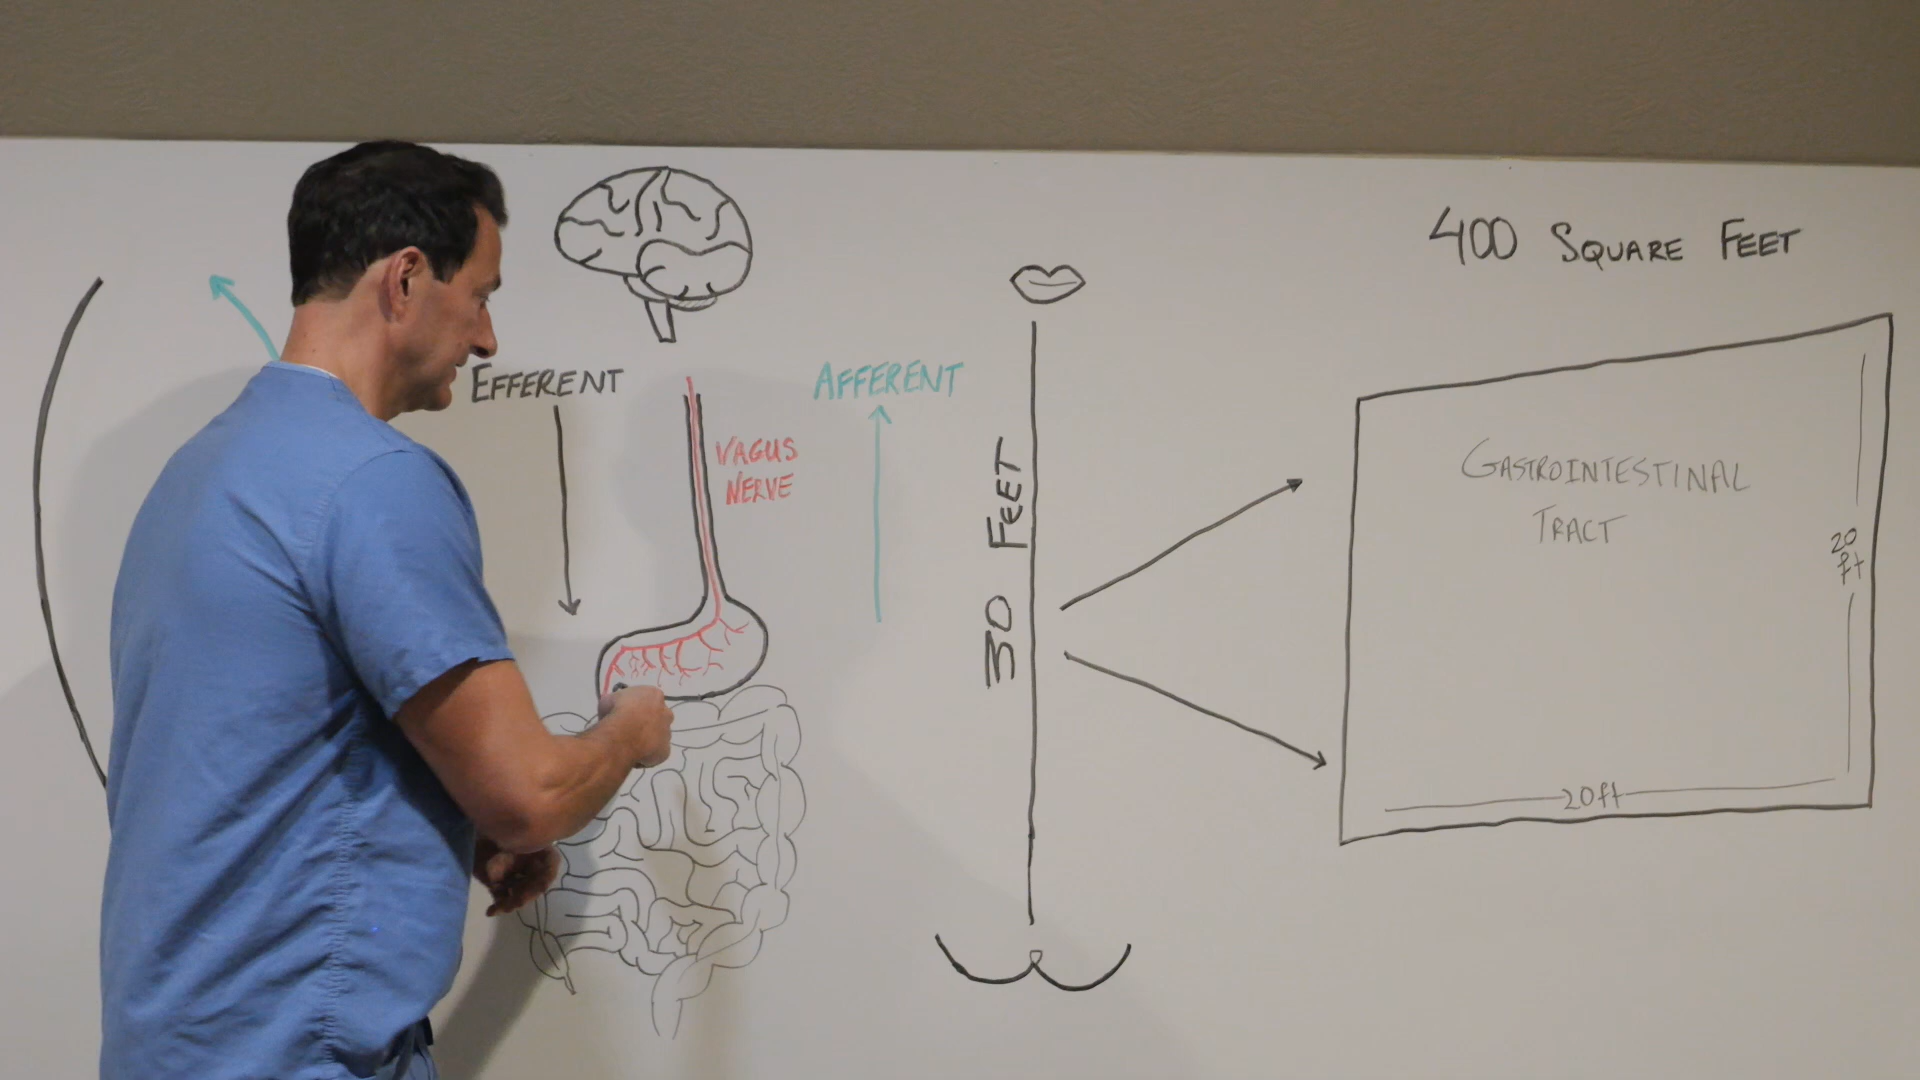 EFFERENT
AFFERENT
VAGUS
NERVE
30 FEET
400 SQUARE FEET
GASTROINTESTINAL
TRACT
20
ft
20ft